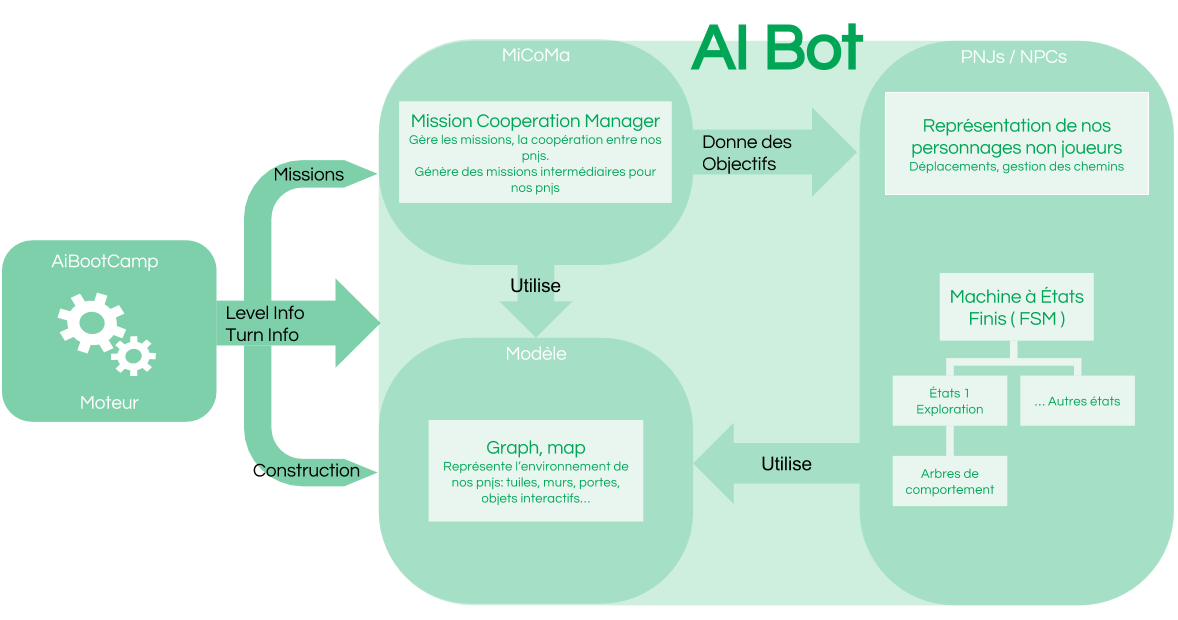 AI Bot
MiCoMa
PNJs / NPCs
Mission Cooperation Manager
Gère les missions, la coopération entre nos
pnjs.
Génère des missions intermédiaires pour
nos pnjs
Donne des
Objectifs
Représentation de nos
personnages non joueurs
Déplacements, gestion des chemins
Missions
AiBootCamp
Moteur
Level Info
Turn Info
Construction
Utilise
Modèle
Graph, map
Représente l’environnement de
nos pnjs: tuiles, murs, portes,
objets interactifs…
Utilise
Machine à États
Finis ( FSM )
États 1
Exploration
... Autres états
Arbres de
comportement